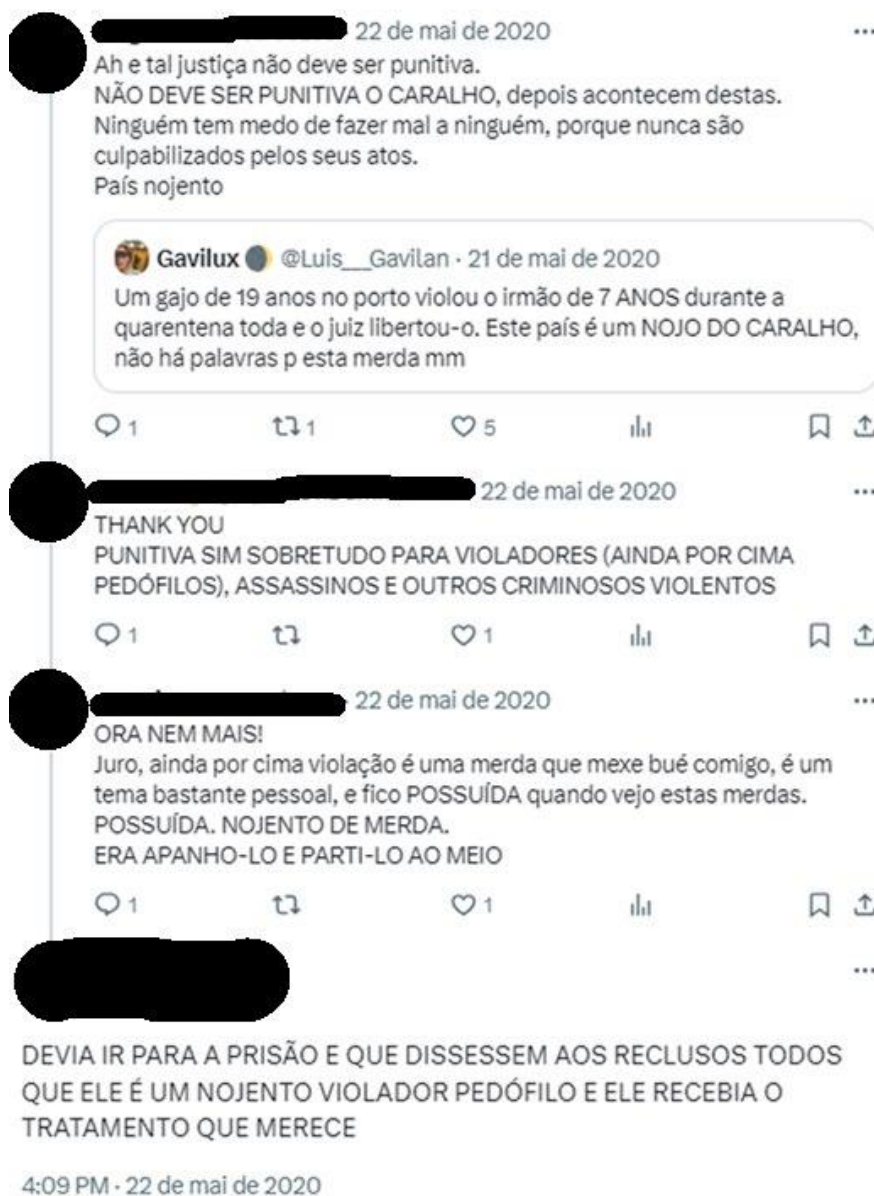 22 de mai de 2020
Ah e tal justiça não deve ser punitiva.
NÃO DEVE SER PUNITIVA O CARALHO, depois acontecem destas.
Ninguém tem medo de fazer mal a ninguém, porque nunca são
culpabilizados pelos seus atos.
País nojento
Gavilux @Luis__Gavilan · 21 de mai de 2020
Um gajo de 19 anos no porto violou o irmão de 7 ANOS durante a
quarentena toda e o juiz libertou-o. Este país é um NOJO DO CARALHO,
não há palavras p esta merda mm
1 1 5
22 de mai de 2020
THANK YOU
PUNITIVA SIM SOBRETUDO PARA VIOLADORES (AINDA POR CIMA
PEDÓFILOS), ASSASSINOS E OUTROS CRIMINOSOS VIOLENTOS
1 1
22 de mai de 2020
ORA NEM MAIS!
Juro, ainda por cima violação é uma merda que mexe bué comigo, é um
tema bastante pessoal, e fico POSSUÍDA quando vejo estas merdas.
POSSUÍDA. NOJENTO DE MERDA.
ERA APANHO-LO E PARTI-LO AO MEIO
1 1
DEVIA IR PARA A PRISÃO E QUE DISSESSEM AOS RECLUSOS TODOS
QUE ELE É UM NOJENTO VIOLADOR PEDÓFILO E ELE RECEBIA O
TRATAMENTO QUE MERECE
4:09 PM · 22 de mai de 2020